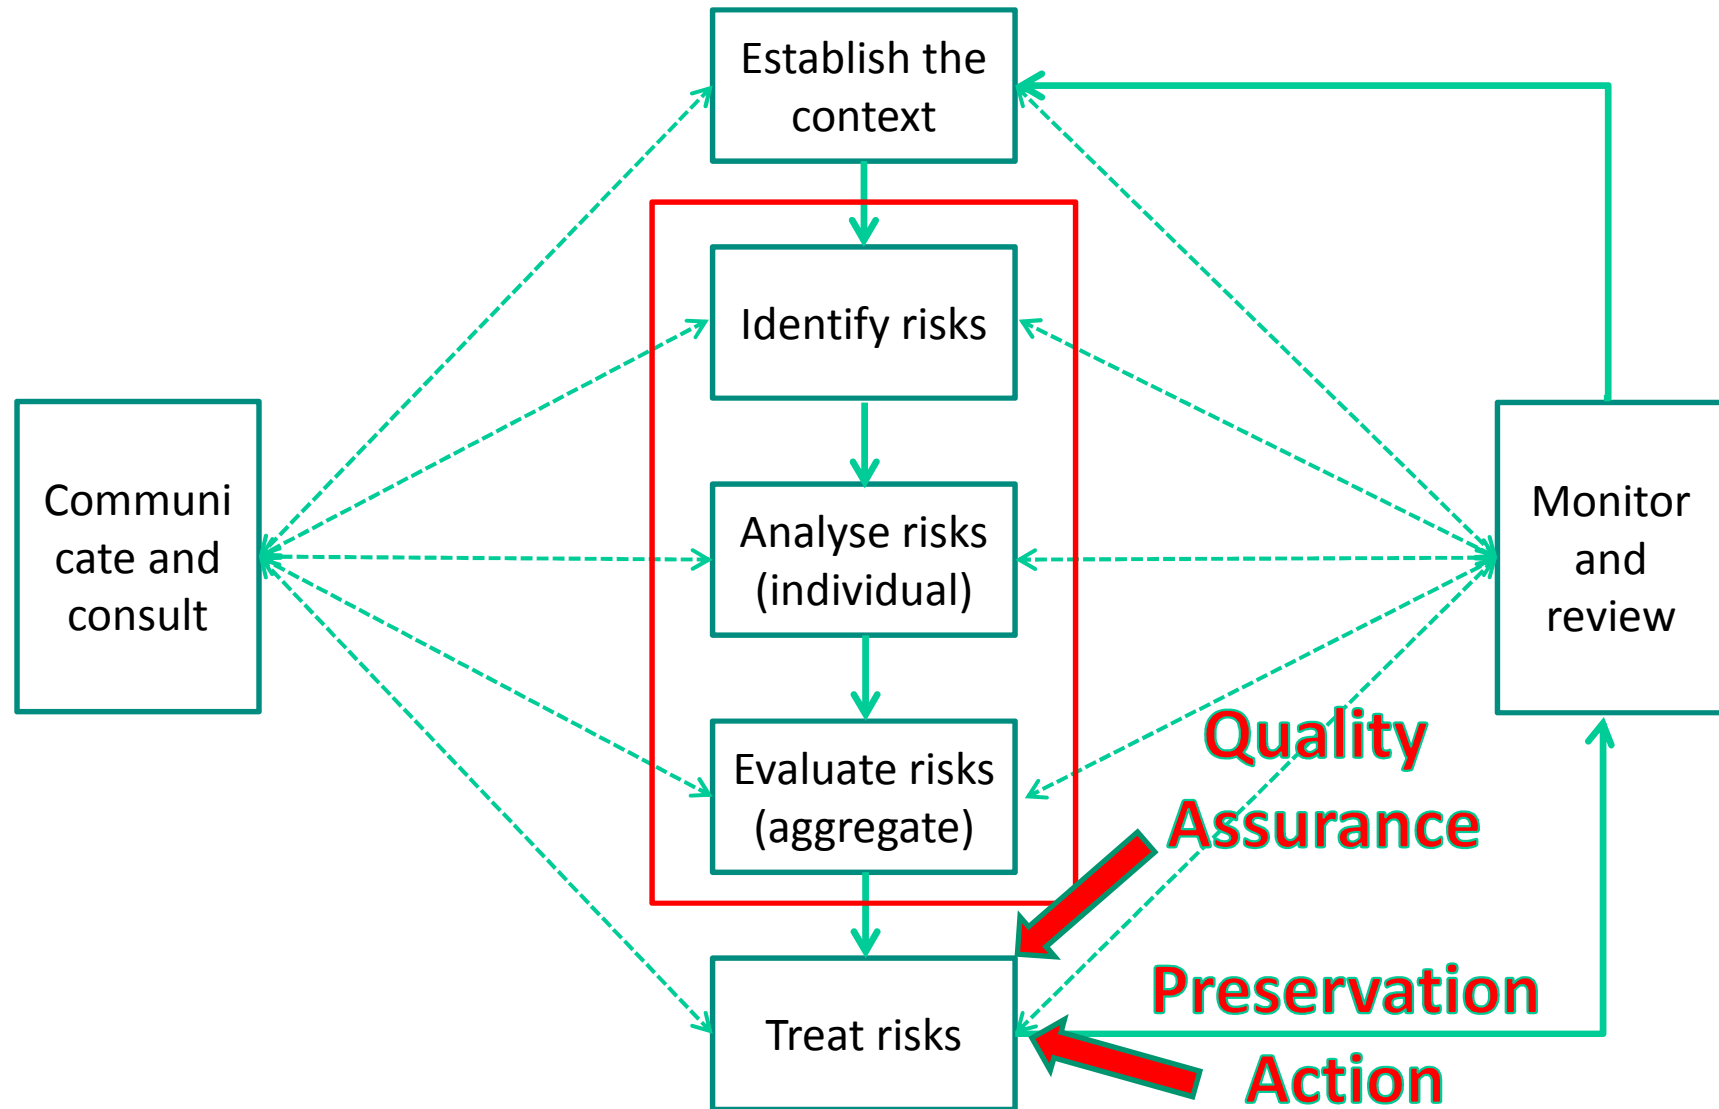 Establish the
context
Identify risks
Communi
cate and
consult
Analyse risks
(individual)
Monitor
and
review
Evaluate risks
(aggregate)
Quality
Assurance
Treat risks
Preservation
Action